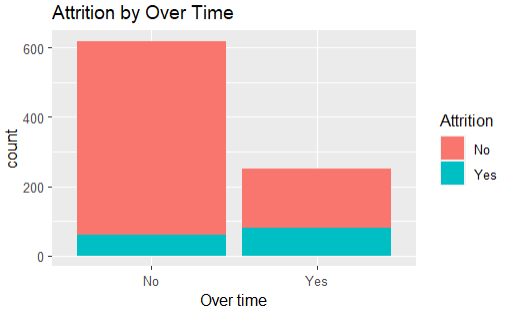 Attrition by Over Time
600
400
200
0
count
No
Yes
Over time
Attrition
No
Yes